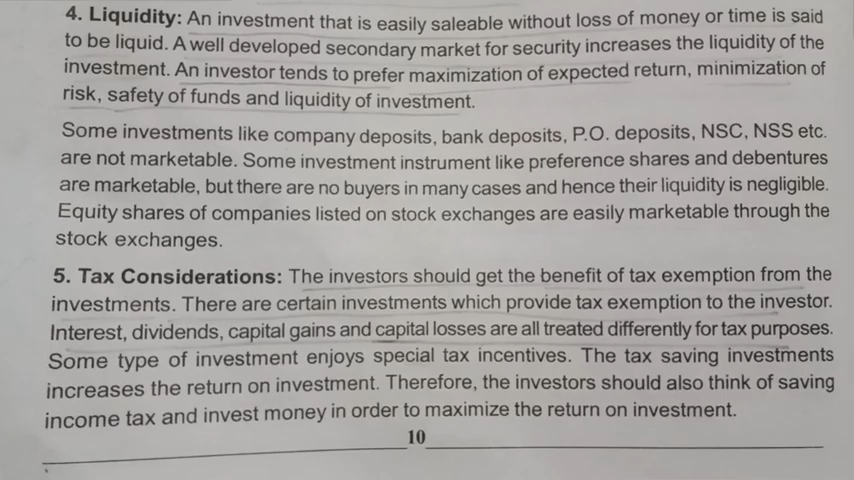 4. Liquidity: An investment that is easily saleable without loss of money or time is said
to be liquid. A well developed secondary market for security increases the liquidity of the
investment. An investor tends to prefer maximization of expected return, minimization of
risk, safety of funds and liquidity of investment.
Some investments like company deposits, bank deposits, P.O. deposits, NSC, NSS etc.
are not marketable. Some investment instrument like preference shares and debentures
are marketable, but there are no buyers in many cases and hence their liquidity is negligible.
Equity shares of companies listed on stock exchanges are easily marketable through the
stock exchanges.
5. Tax Considerations: The investors should get the benefit of tax exemption from the
investments. There are certain investments which provide tax exemption to the investor.
Interest, dividends, capital gains and capital losses are all treated differently for tax purposes.
Some type of investment enjoys special tax incentives. The tax saving investments
increases the return on investment. Therefore, the investors should also think of saving
income tax and invest money in order to maximize the return on investment.
10